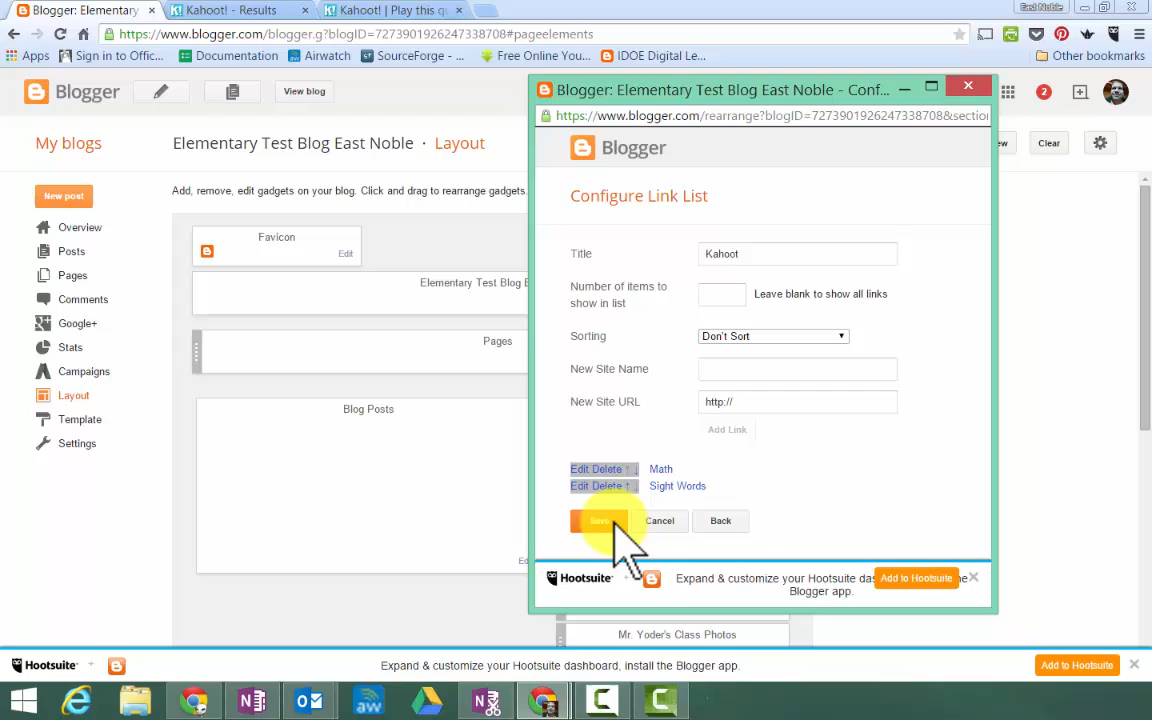 Blogger: Elementary
Kahoot! - Results
Kahoot! | Play this qu
East Noble
https://www.blogger.com/blogger.g?blogID=7273901926247338708#pageelements
Apps
Sign in to Offic...
Documentation
Airwatch
SourceForge - ...
Free Online You...
IDOE Digital Le...
Other bookmarks
Blogger
View blog
2
My blogs
Elementary Test Blog East Noble · Layout
Clear
New post
Add, remove, edit gadgets on your blog. Click and drag to rearrange gadgets.
Overview
Posts
Pages
Comments
Google+
Stats
Campaigns
Layout
Template
Settings
Favicon
Edit
Elementary Test Blog E
Pages
Blog Posts
Blogger: Elementary Test Blog East Noble - Conf...
https://www.blogger.com/rearrange?blogID=7273901926247338708&section
Blogger
Configure Link List
Title
Kahoot
Number of items to
show in list
Leave blank to show all links
Sorting
Don't Sort
New Site Name
New Site URL
http://
Add Link
Edit Delete ↑ ↓ Math
Edit Delete ↑ ↓ Sight Words
Save
Cancel
Back
Hootsuite
+
Expand & customize your Hootsuite das
Blogger app.
Add to Hootsuite
Mr. Yoder's Class Photos
Hootsuite
+
Expand & customize your Hootsuite dashboard, install the Blogger app.
Add to Hootsuite